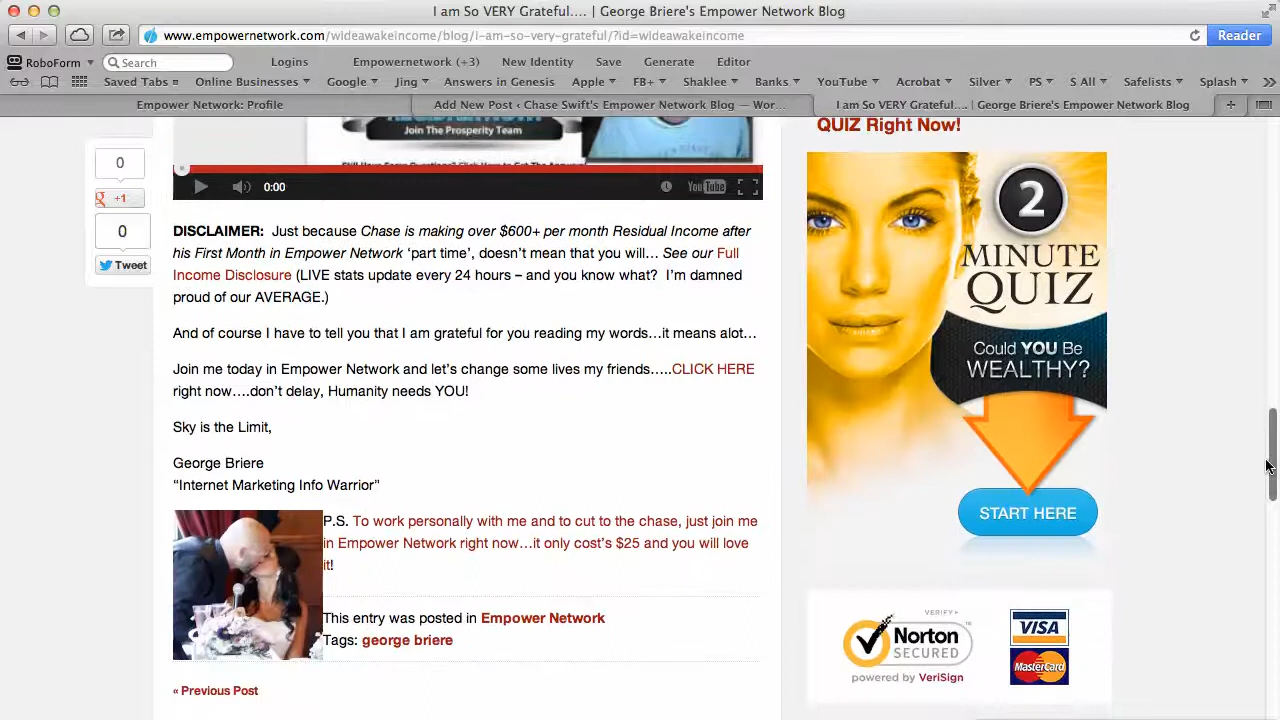 I am So VERY Grateful…. | George Briere's Empower Network Blog
www.empowernetwork.com/wideawakeincome/blog/i-am-so-very-grateful/?id=wideawakeincome
Reader
RoboForm
Search
Logins
Empowernetwork (+3)
New Identity
Save
Generate
Editor
Saved Tabs
Online Businesses
Google
Jing
Answers in Genesis
Apple
FB+
Shaklee
Banks
YouTube
Acrobat
Silver
PS
S All
Safelists
Splash
Empower Network: Profile
Add New Post ‹ Chase Swift's Empower Network Blog — Wor...
I am So VERY Grateful…. | George Briere's Empower Network Blog
Join The Prosperity Team
0:00
YouTube
0
+1
0
Tweet
DISCLAIMER: Just because Chase is making over $600+ per month Residual Income after
his First Month in Empower Network ‘part time’, doesn’t mean that you will… See our Full
Income Disclosure (LIVE stats update every 24 hours – and you know what? I’m damned
proud of our AVERAGE.)
And of course I have to tell you that I am grateful for you reading my words…it means alot…
Join me today in Empower Network and let’s change some lives my friends…..CLICK HERE
right now….don’t delay, Humanity needs YOU!
Sky is the Limit,
George Briere
“Internet Marketing Info Warrior”
P.S. To work personally with me and to cut to the chase, just join me
in Empower Network right now…it only cost’s $25 and you will love
it!
This entry was posted in Empower Network
Tags: george briere
« Previous Post
QUIZ Right Now!
2
MINUTE
QUIZ
Could YOU Be
WEALTHY?
START HERE
VERIFY
Norton
SECURED
powered by VeriSign
VISA
MasterCard